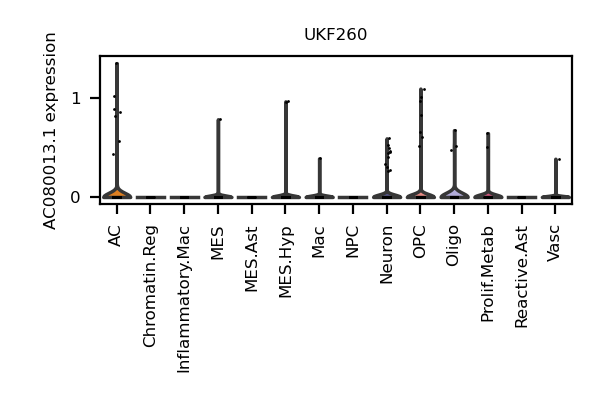 UKF260
AC080013.1 expression
1
0
AC
Chromatin.Reg
Inflammatory.Mac
MES
MES.Ast
MES.Hyp
Mac
NPC
Neuron
OPC
Oligo
Prolif.Metab
Reactive.Ast
Vasc